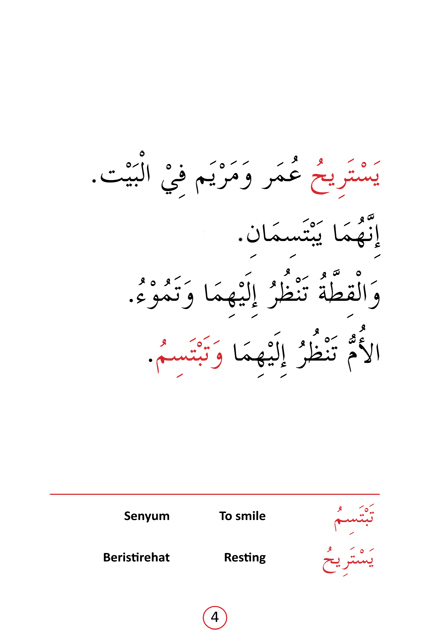 يَسْتَرِيحُ عُمَر وَمَرْيَم فِيْ الْبَيْت.
إِنَّهُمَا يَبْتَسِمَانِ.
وَالْقِطَّةُ تَنْظُرُ إِلَيْهِمَا وَتَمُوْءُ.
الأُمُّ تَنْظُرُ إِلَيْهِمَا وَتَبْتَسِمُ.
Senyum To smile تَبْتَسِمُ
Beristirehat Resting يَسْتَرِيحُ
4